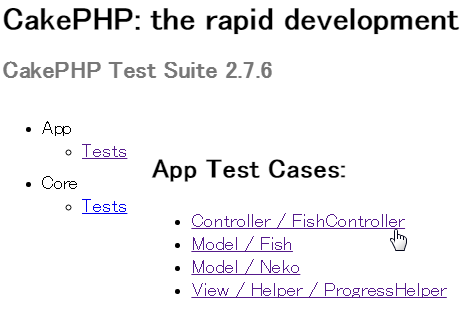 CakePHP: the rapid development
CakePHP Test Suite 2.7.6
App
Tests
Core
Tests
App Test Cases:
Controller / FishController
Model / Fish
Model / Neko
View / Helper / ProgressHelper